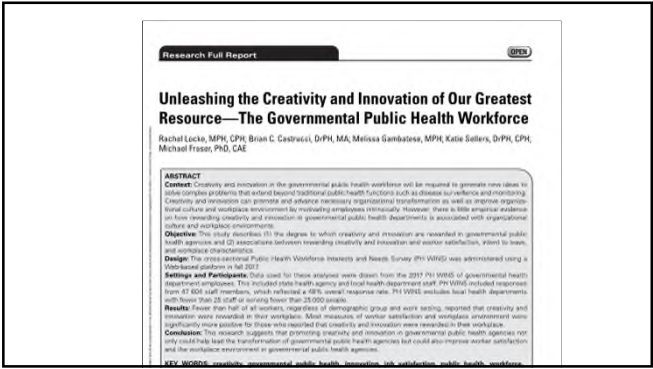 Research Full Report
OPEN
Unleashing the Creativity and Innovation of Our Greatest
Resource—The Governmental Public Health Workforce
Rachel Locke, MPH, CPH; Brian C. Castrucci, DrPH, MA; Melissa Gambatese, MPH; Katie Sellers, DrPH, CPH;
Michael Fraser, PhD, CAE
ABSTRACT
Context: Creativity and innovation in the governmental public health workforce will be required to generate new ideas to
solve complex problems that extend beyond traditional public health functions such as disease surveillance and monitoring.
Creativity and innovation can promote and advance necessary organizational transformation as well as improve organiza-
tional culture and workplace environment by motivating employees intrinsically. However, there is little empirical evidence
on how rewarding creativity and innovation in governmental public health departments is associated with organizational
culture and workplace environments.
Objective: This study describes (1) the degree to which creativity and innovation are rewarded in governmental public
health agencies and (2) associations between rewarding creativity and innovation and worker satisfaction, intent to leave,
and workplace characteristics.
Design: The cross-sectional Public Health Workforce Interests and Needs Survey (PH WINS) was administered using a
Web-based platform in fall 2017.
Settings and Participants: Data used for these analyses were drawn from the 2017 PH WINS of governmental health
department employees. This included state health agency and local health department staff. PH WINS included responses
from 47 604 staff members, which reflected a 48% overall response rate. PH WINS excludes local health departments
with fewer than 25 staff or serving fewer than 25 000 people.
Results: Fewer than half of all workers, regardless of demographic group and work setting, reported that creativity and
innovation were rewarded in their workplace. Most measures of worker satisfaction and workplace environment were
significantly more positive for those who reported that creativity and innovation were rewarded in their workplace.
Conclusion: This research suggests that promoting creativity and innovation in governmental public health agencies not
only could help lead the transformation of governmental public health agencies but could also improve worker satisfaction
and the workplace environment in governmental public health agencies.
KEY WORDS: creativity, governmental public health, innovation, job satisfaction, public health, workforce,